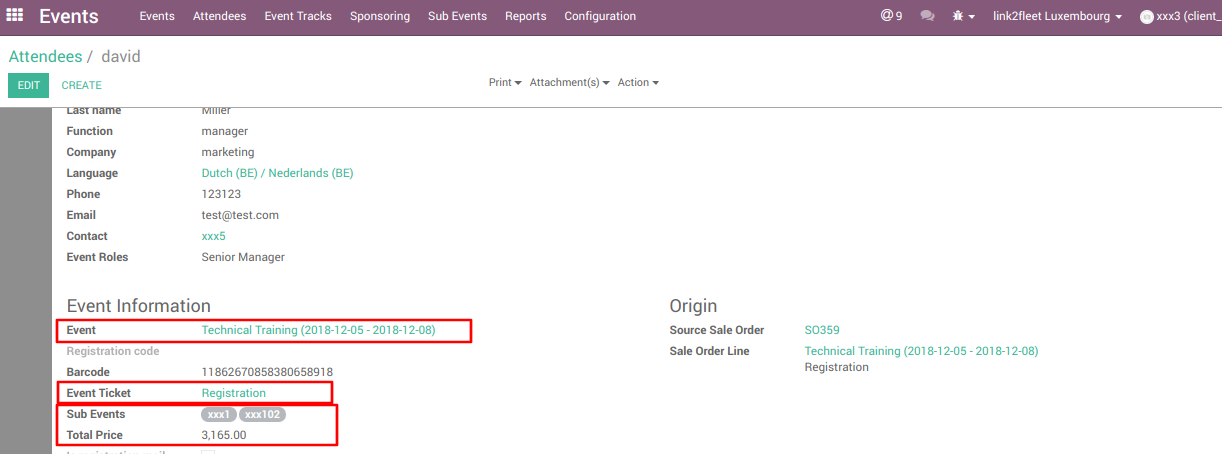 Events Events Attendees Event Tracks Sponsoring Sub Events Reports Configuration @ 9 link2fleet Luxembourg xxx3 (client_
Attendees / david
EDIT CREATE Print Attachment(s) Action
Last name Miller
Function manager
Company marketing
Language Dutch (BE) / Nederlands (BE)
Phone 123123
Email test@test.com
Contact xxx5
Event Roles Senior Manager
Event Information Origin
Event Technical Training (2018-12-05 - 2018-12-08) Source Sale Order SO359
Registration code Sale Order Line Technical Training (2018-12-05 - 2018-12-08)
Registration
Barcode 11862670858380658918
Event Ticket Registration
Sub Events xxx1 xxx102
Total Price 3,165.00